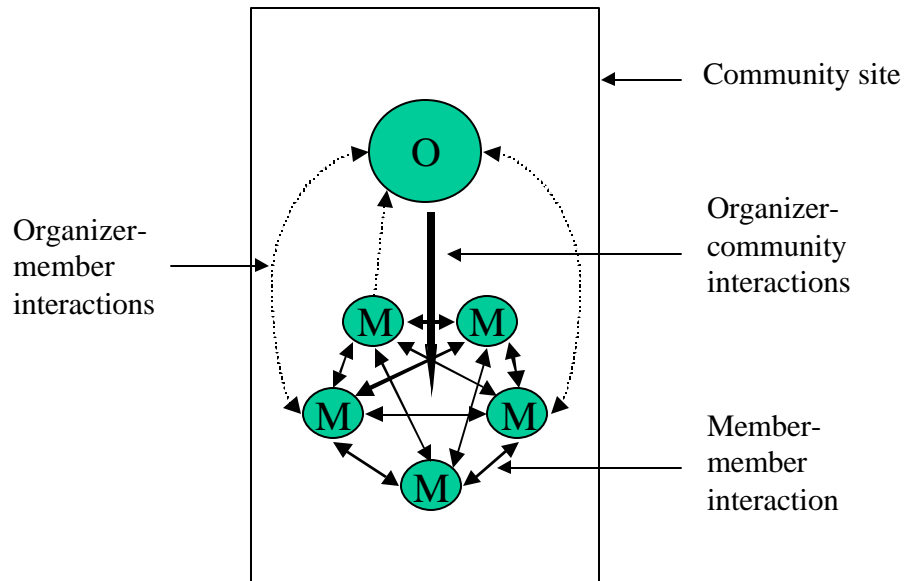 Community site
O
Organizer-
member
interactions
Organizer-
community
interactions
M
M
M
M
Member-
member
interaction
M